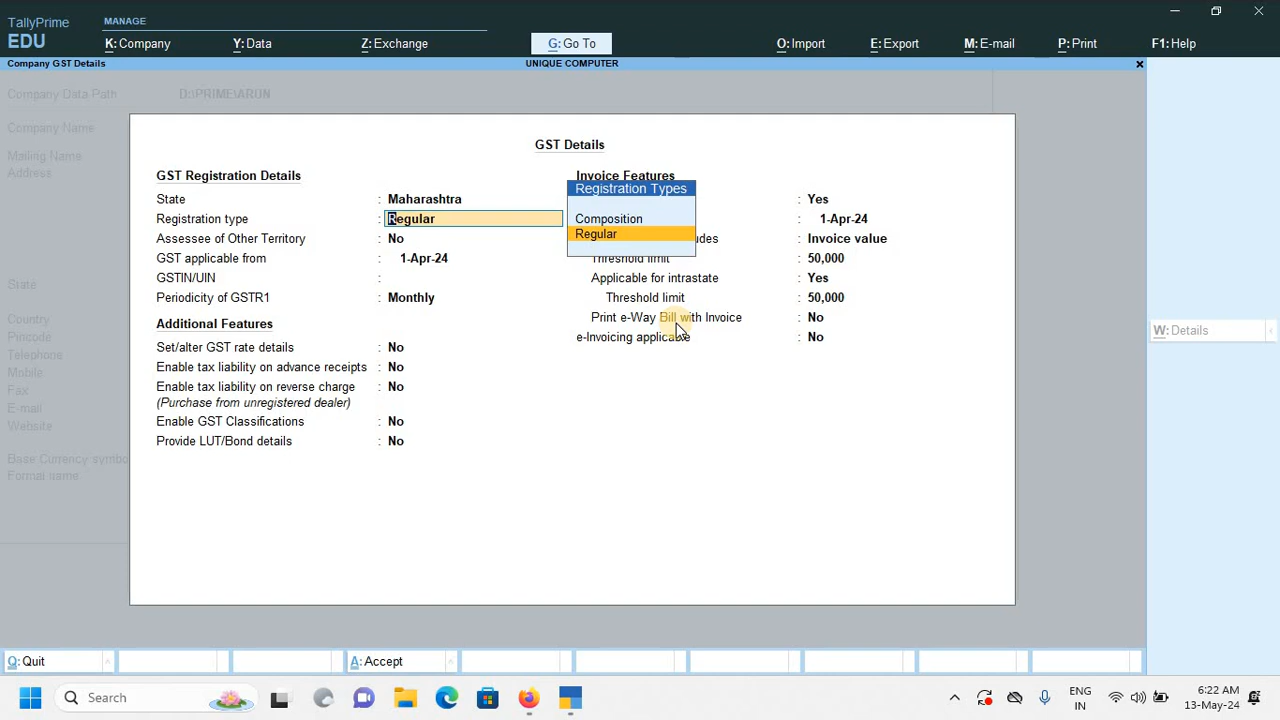 TallyPrime
EDU
MANAGE
K: Company
Y: Data
Z: Exchange
G: Go To
O: Import
E: Export
M: E-mail
P: Print
F1: Help
Company GST Details
UNIQUE COMPUTER
Company Data Path
D:\PRIME\ARUN
Company Name
Mailing Name
Address
State
Country
Pincode
Telephone
Mobile
Fax
E-mail
Website
Base Currency symbo
Formal name
GST Details
GST Registration Details
State : Maharashtra
Registration type : Regular
Assessee of Other Territory : No
GST applicable from : 1-Apr-24
GSTIN/UIN :
Periodicity of GSTR1 : Monthly
Additional Features
Set/alter GST rate details : No
Enable tax liability on advance receipts : No
Enable tax liability on reverse charge : No
(Purchase from unregistered dealer)
Enable GST Classifications : No
Provide LUT/Bond details : No
Invoice Features
Registration Types
Composition
Regular
: Yes
: 1-Apr-24
udes : Invoice value
Threshold limit : 50,000
Applicable for intrastate : Yes
Threshold limit : 50,000
Print e-Way Bill with Invoice : No
e-Invoicing applicable : No
W: Details
Q: Quit
A: Accept
Search
ENG
IN
6:22 AM
13-May-24